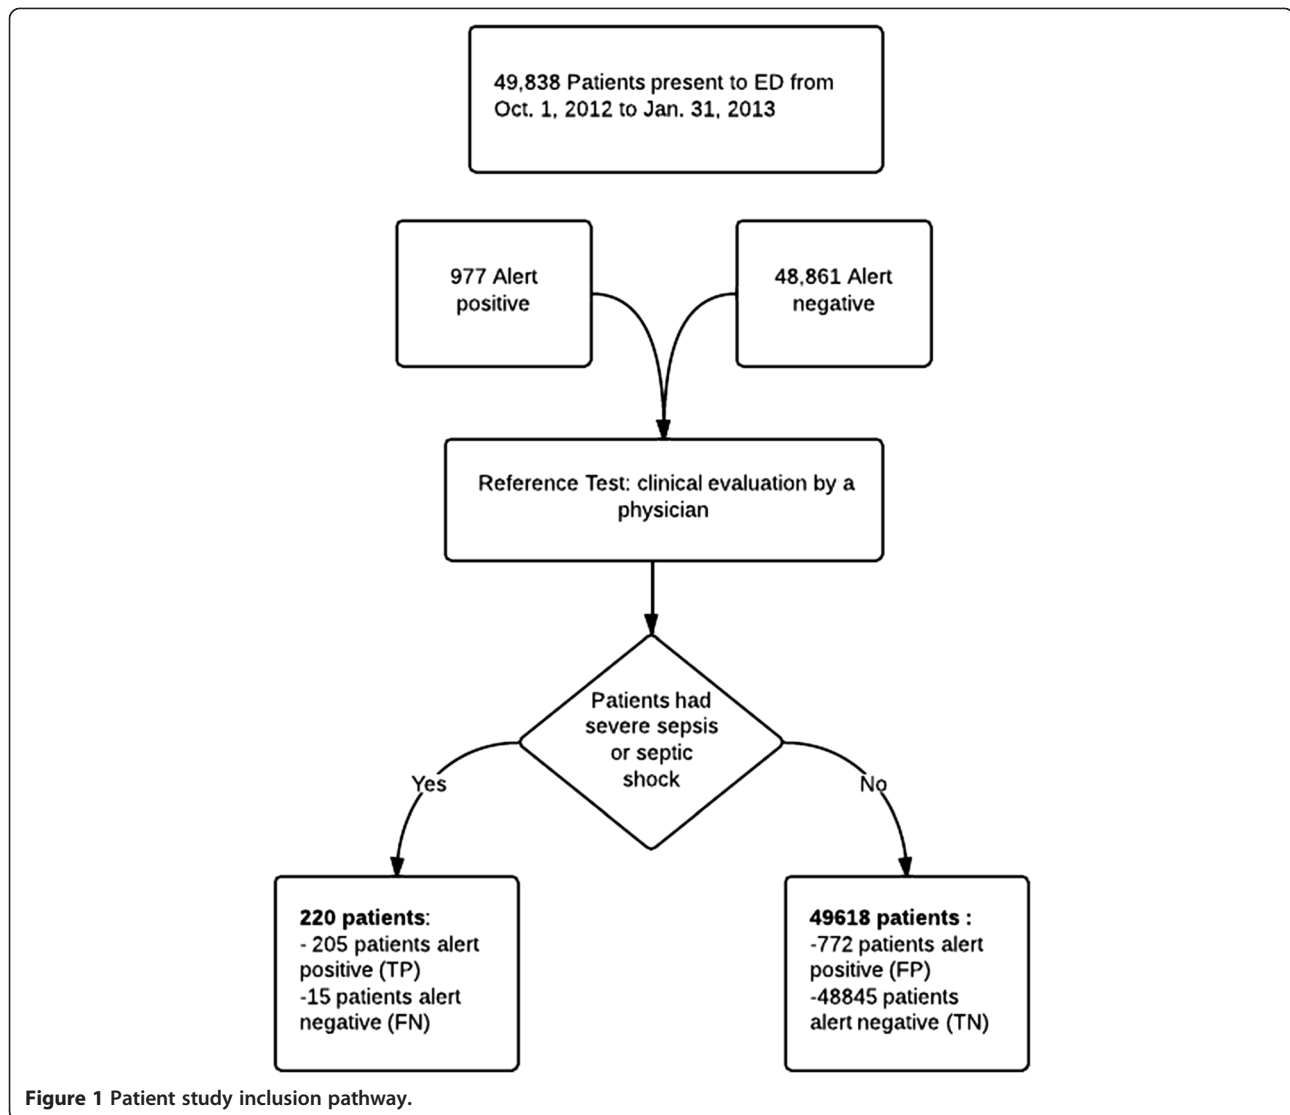 49,838 Patients present to ED from
Oct. 1, 2012 to Jan. 31, 2013
977 Alert
positive
48,861 Alert
negative
Reference Test: clinical evaluation by a
physician
Patients had
severe sepsis
or septic
shock
Yes
No
220 patients:
- 205 patients alert
positive (TP)
-15 patients alert
negative (FN)
49618 patients :
-772 patients alert
positive (FP)
-48845 patients
alert negative (TN)
Figure 1 Patient study inclusion pathway.